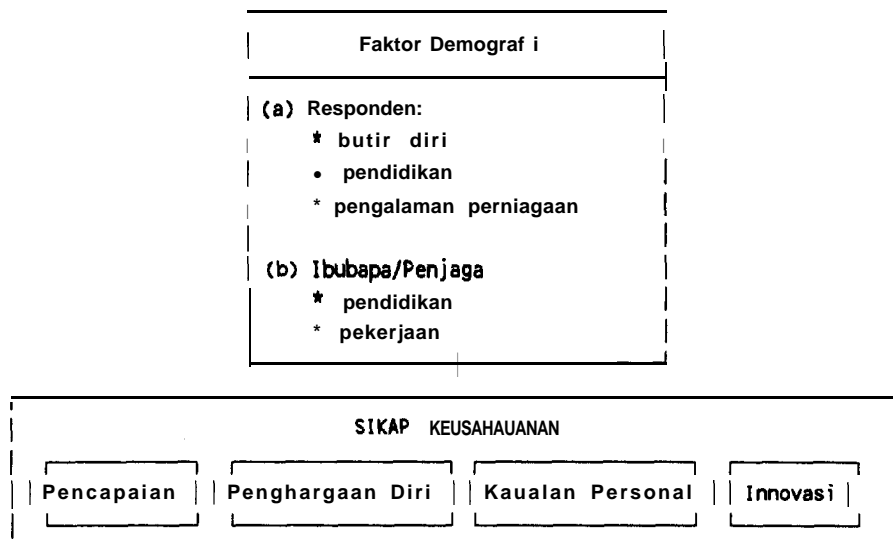 Faktor Demograf i
(a) Responden:
* butir diri
• pendidikan
* pengalaman perniagaan
(b) Ibubapa/Penjaga
* pendidikan
* pekerjaan
SIKAP KEUSAHAUANAN
Pencapaian
Penghargaan Diri
Kaualan Personal
Innovasi